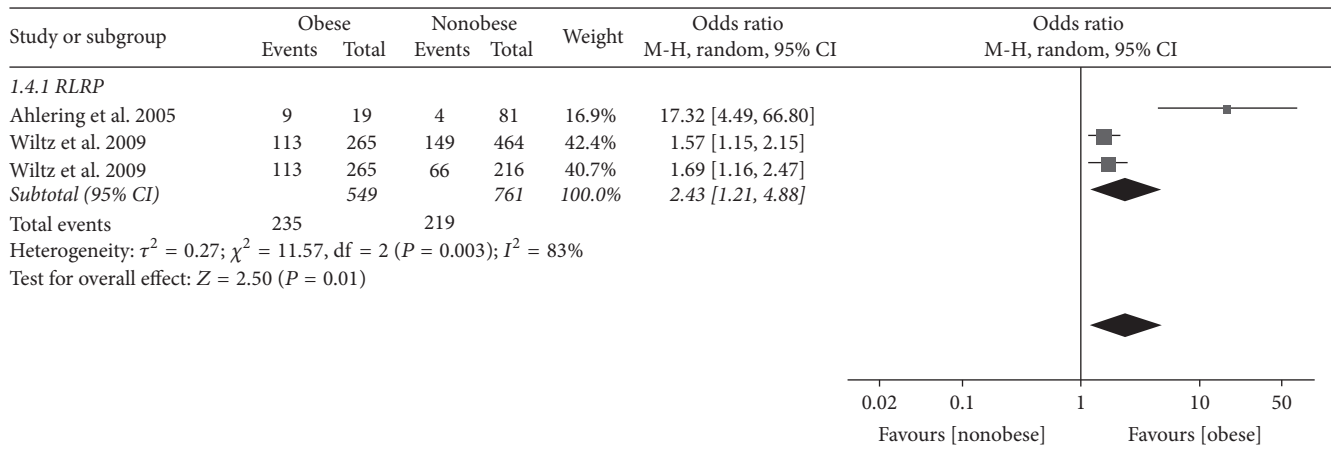 Study or subgroup Obese Nonobese Weight Odds ratio Odds ratio
Events Total Events Total M-H, random, 95% CI M-H, random, 95% CI
1.4.1 RLRP
Ahlering et al. 2005 9 19 4 81 16.9% 17.32 [4.49, 66.80]
Wiltz et al. 2009 113 265 149 464 42.4% 1.57 [1.15, 2.15]
Wiltz et al. 2009 113 265 66 216 40.7% 1.69 [1.16, 2.47]
Subtotal (95% CI) 549 761 100.0% 2.43 [1.21, 4.88]
Total events 235 219
Heterogeneity: τ² = 0.27; χ² = 11.57, df = 2 (P = 0.003); I² = 83%
Test for overall effect: Z = 2.50 (P = 0.01)
0.02 0.1 1 10 50
Favours [nonobese] Favours [obese]